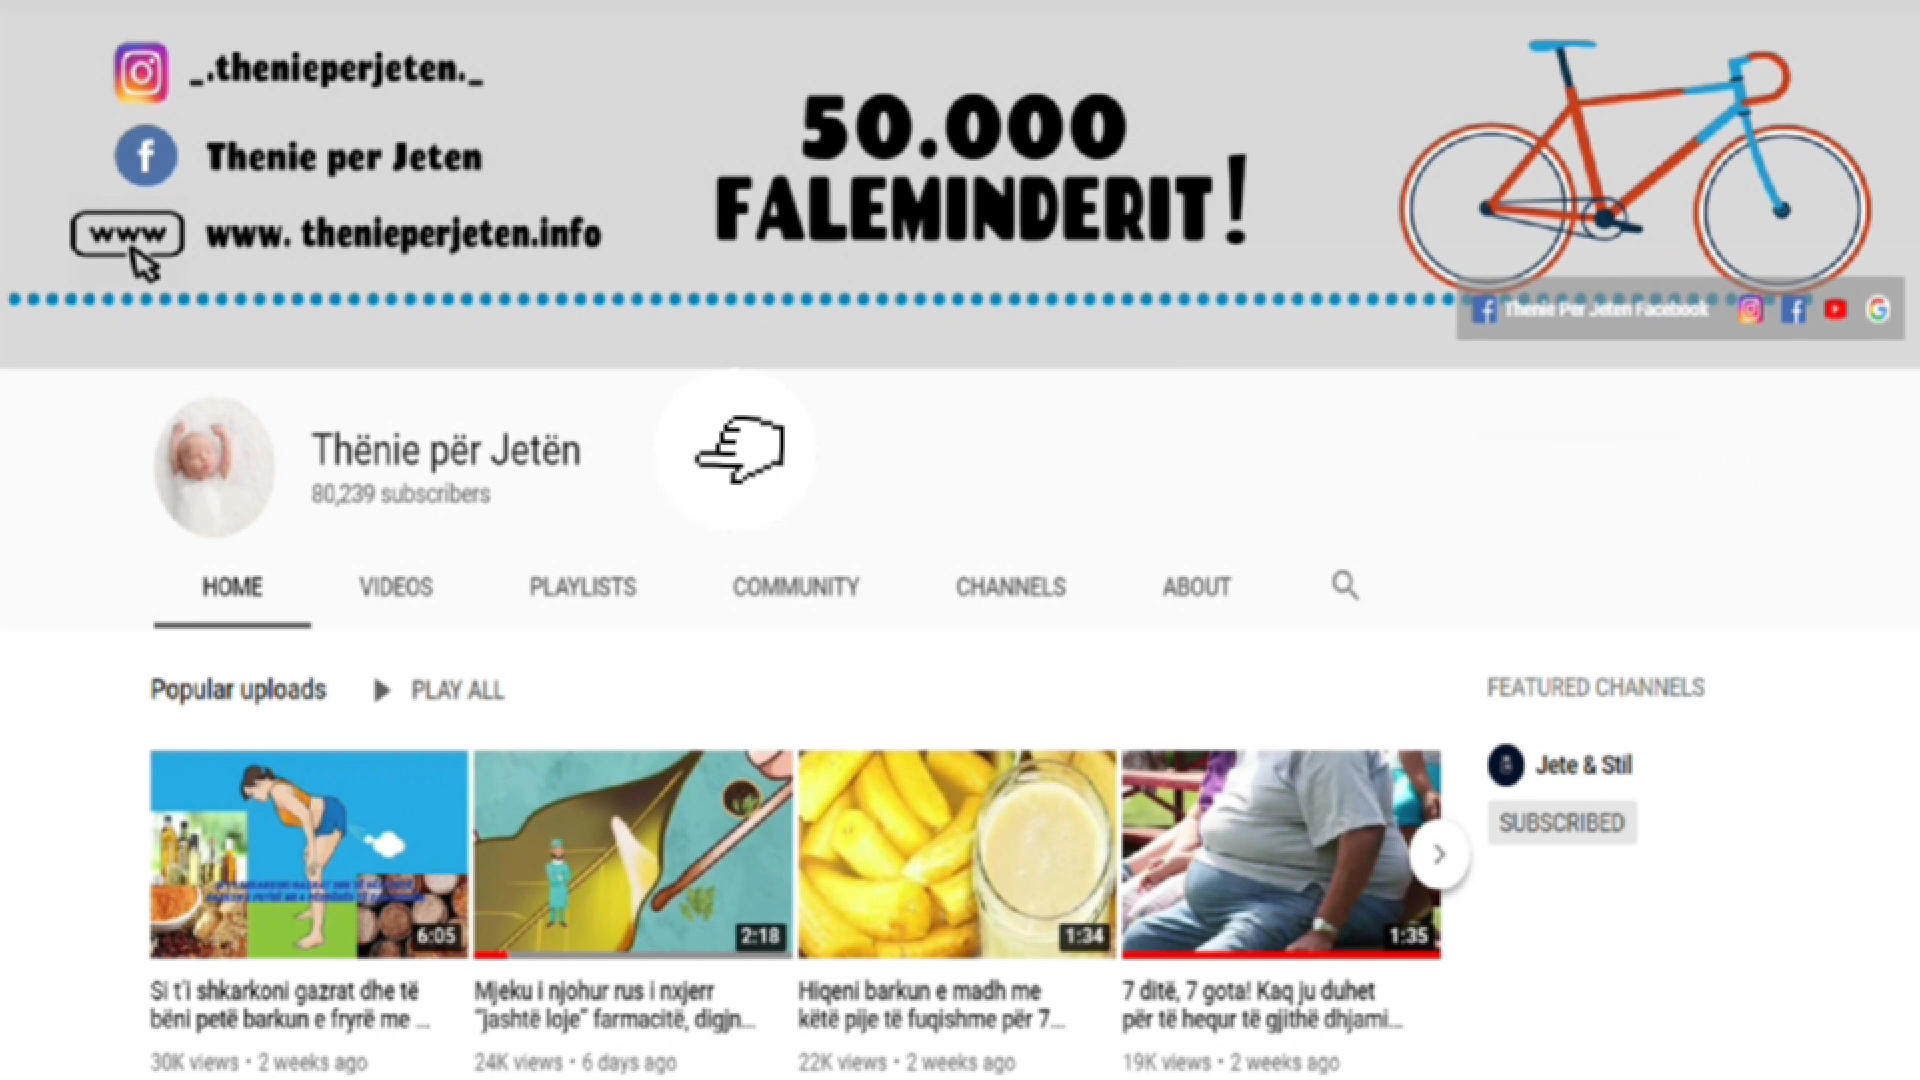 _.thenieperjeten._
Thenie per Jeten
www
www. thenieperjeten.info
50.000
FALEMINDERIT!
Thenie Per Jeten Facebook
Thënie për Jetën
80,239 subscribers
HOME VIDEOS PLAYLISTS COMMUNITY CHANNELS ABOUT
Popular uploads PLAY ALL
FEATURED CHANNELS
Jete & Stil
SUBSCRIBED
6:05
2:18
1:34
1:35
Si t'i shkarkoni gazrat dhe të
bëni petë barkun e fryrë me ...
30K views • 2 weeks ago
Mjeku i njohur rus i nxjerr
"jashtë loje" farmacitë, digjn...
24K views • 6 days ago
Hiqeni barkun e madh me
këtë pije të fuqishme për 7...
22K views • 2 weeks ago
7 ditë, 7 gota! Kaq ju duhet
për të hequr të gjithë dhjami...
19K views • 2 weeks ago